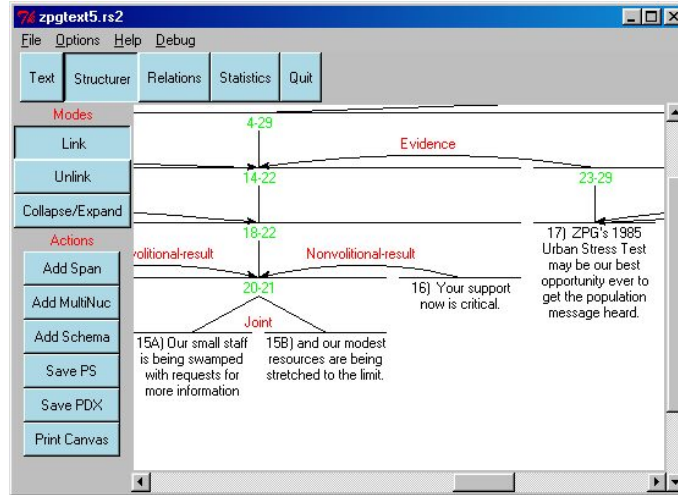 zpgtext5.rs2
File Options Help Debug
Text Structurer Relations Statistics Quit
Modes
Link
Unlink
Collapse/Expand
Actions
Add Span
Add MultiNuc
Add Schema
Save PS
Save PDX
Print Canvas
4-29
Evidence
14-22
23-29
18-22
olitional-result
Nonvolitional-result
20-21
Joint
15A) Our small staff
is being swamped
with requests for
more information
15B) and our modest
resources are being
stretched to the limit.
16) Your support
now is critical.
17) ZPG's 1985
Urban Stress Test
may be our best
opportunity ever to
get the population
message heard.